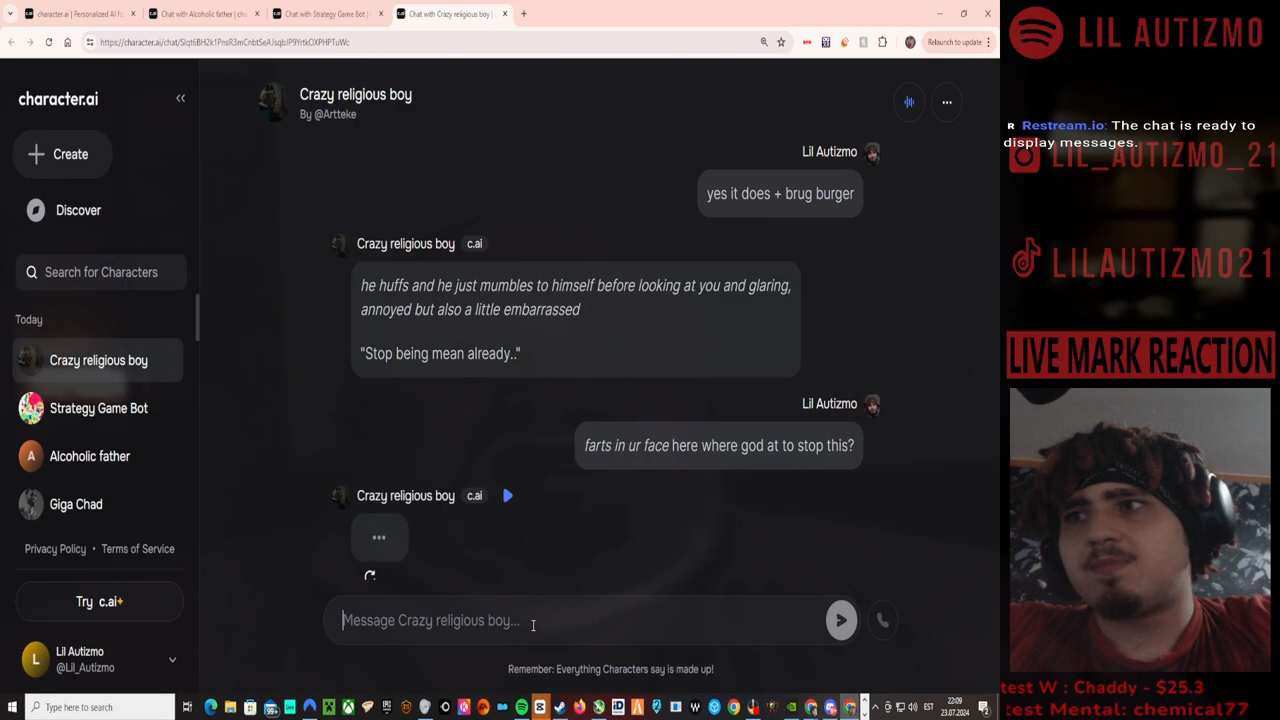 character.ai | Personalized AI fo
Chat with Alcoholic father | cha
Chat with Strategy Game Bot | c
Chat with Crazy religious boy |
Relaunch to update
character.ai
Create
Discover
Search for Characters
Today
Crazy religious boy
Strategy Game Bot
A
Alcoholic father
Giga Chad
Privacy Policy • Terms of Service
Try c.ai+
L
Lil Autizmo
@Lil_Autizmo
Crazy religious boy
By @Artteke
Lil Autizmo
yes it does + brug burger
Crazy religious boy c.ai
he huffs and he just mumbles to himself before looking at you and glaring,
annoyed but also a little embarrassed
"Stop being mean already.."
Lil Autizmo
farts in ur face here where god at to stop this?
Crazy religious boy c.ai
Message Crazy religious boy...
Remember: Everything Characters say is made up!
Type here to search
EST
22:09
23.07.2024
LIL AUTIZMO
R Restream.io: The chat is ready to
display messages.
LIL_AUTIZMO_21
LILAUTIZMO21
LIVE MARK REACTION
test W : Chaddy - $25.3
test Mental: chemical77